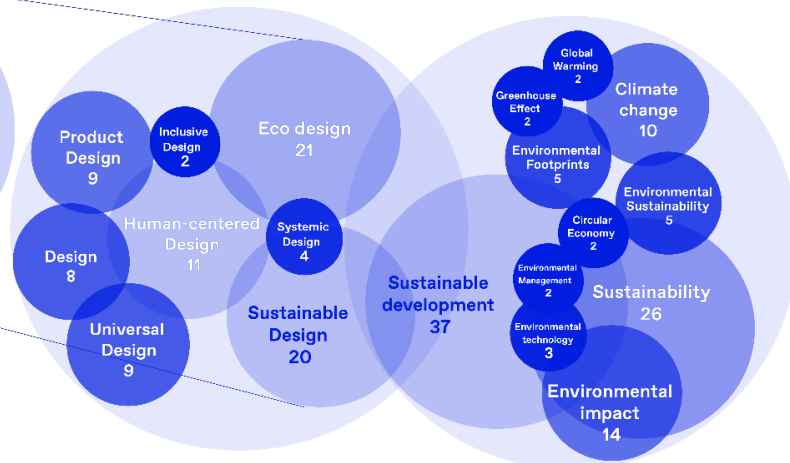 Product
Design
9
Inclusive
Design
2
Eco design
21
Human-centered
Design
11
Systemic
Design
4
Design
8
Universal
Design
9
Sustainable
Design
20
Sustainable
development
37
Global
Warming
2
Greenhouse
Effect
2
Climate
change
10
Environmental
Footprints
5
Environmental
Sustainability
5
Circular
Economy
2
Environmental
Management
2
Sustainability
26
Environmental
technology
3
Environmental
impact
14